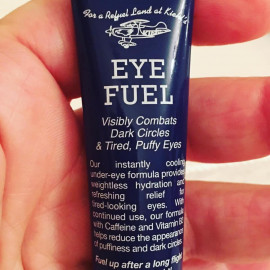 For a Refuel Land at Kiehl's
EYE
FUEL
Visibly Combats
Dark Circles
& Tired, Puffy Eyes
Our instantly cooling
under-eye formula provides
weightless hydration and
refreshing relief for
tired-looking eyes. With
continued use, our formula
with Caffeine and Vitamin B3
helps reduce the appearance
of puffiness and dark circles.
Fuel up after a long flight